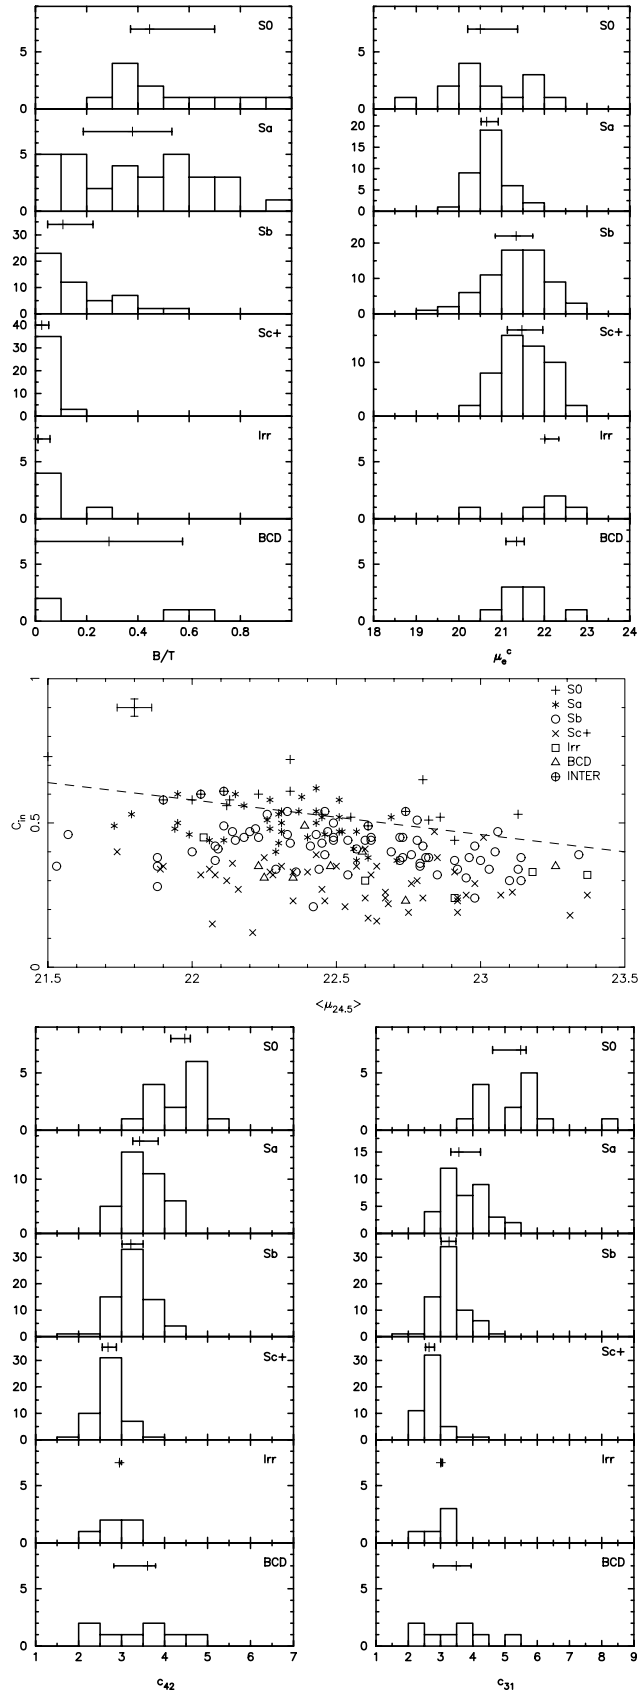 S0
5
0
S0
5
0
Sa
5
0
Sa
20
15
10
5
0
Sb
30
20
10
0
Sb
20
10
0
Sc+
40
30
20
10
0
Sc+
10
0
Irr
5
0
Irr
5
0
BCD
5
0
BCD
5
0
0 0.2 0.4 0.6 0.8
18 19 20 21 22 23 24
B/T
μₑᶜ
1
0.5
0
C_in
+ S0
* Sa
○ Sb
× Sc+
□ Irr
△ BCD
⊕ INTER
21.5 22 22.5 23 23.5
<μ₂₄.₅>
S0
5
0
S0
5
0
Sa
10
0
Sa
15
10
5
0
Sb
30
20
10
0
Sb
30
20
10
0
Sc+
30
20
10
0
Sc+
30
20
10
0
Irr
5
0
Irr
5
0
BCD
5
0
BCD
5
0
1 2 3 4 5 6 7
1 2 3 4 5 6 7 8 9
c₄₂
c₃₁